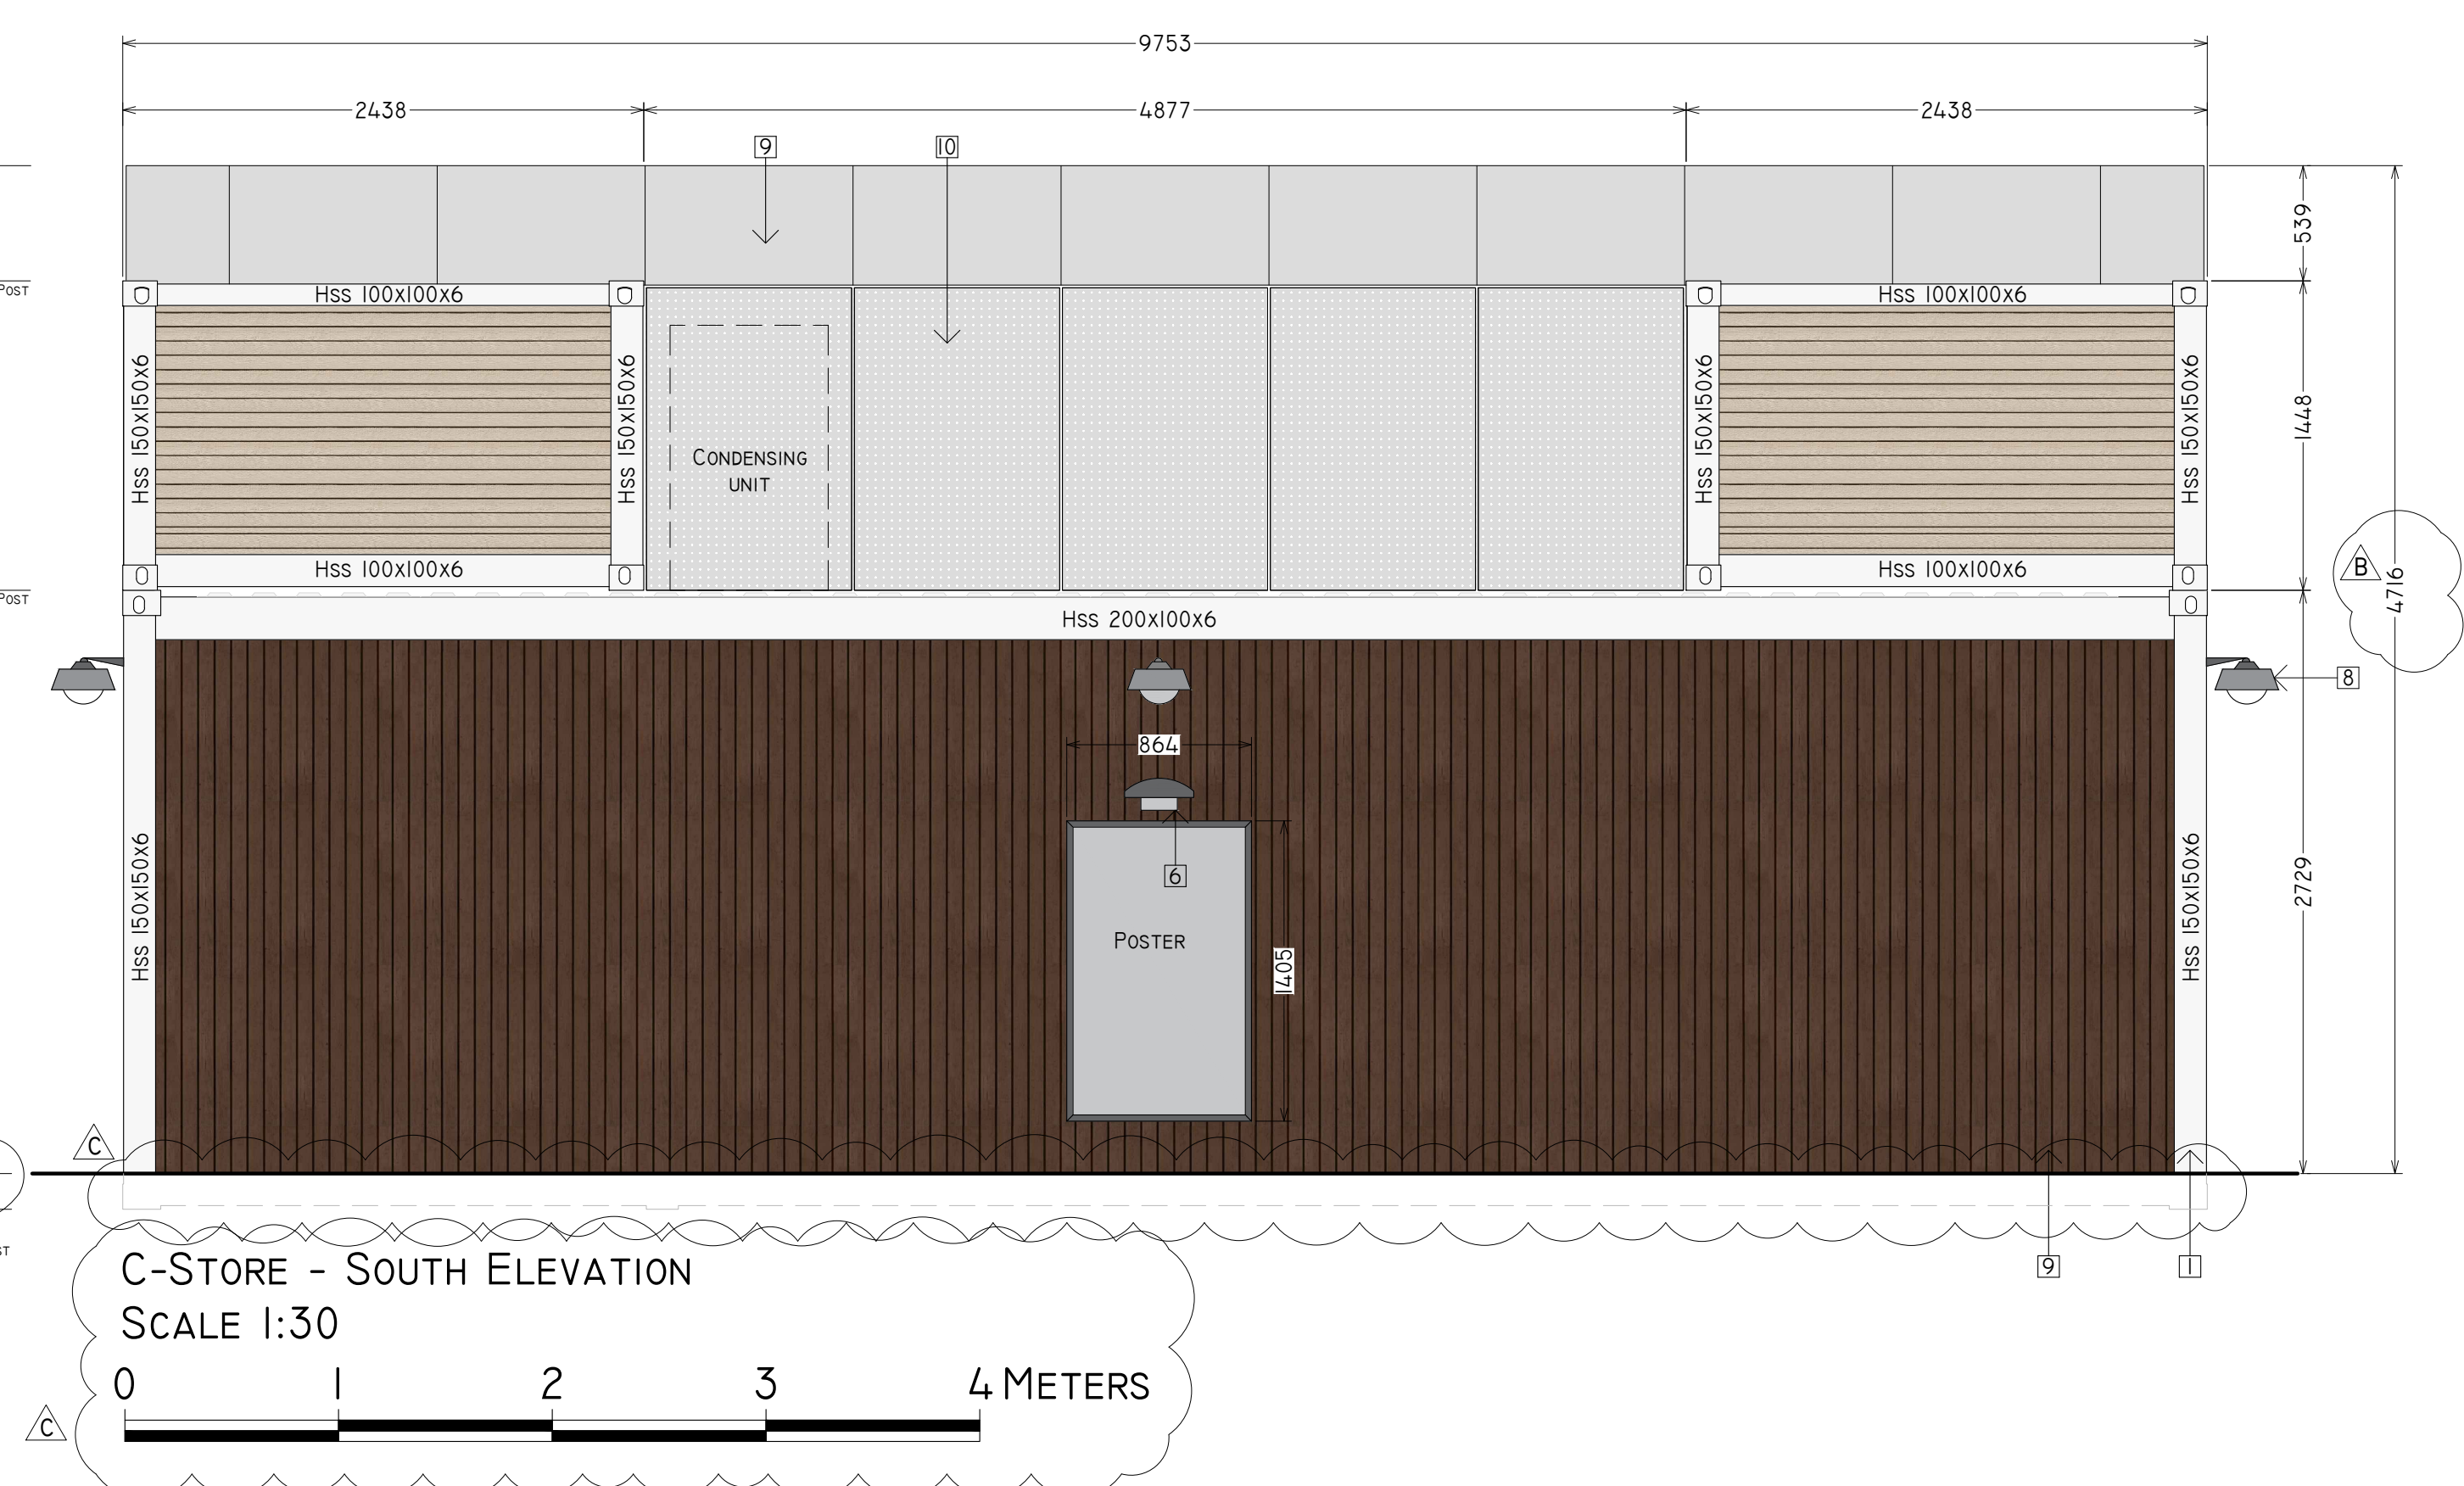 9753
2438
4877
2438
9
10
539
Post
Hss 100x100x6
Hss 100x100x6
Hss 150x150x6
Hss 150x150x6
Condensing
unit
Hss 150x150x6
Hss 150x150x6
1448
Hss 100x100x6
Hss 100x100x6
B
4716
Post
Hss 200x100x6
8
864
6
Hss 150x150x6
Poster
1405
Hss 150x150x6
2729
C
9
1
C-Store - South Elevation
Scale 1:30
0 1 2 3 4 Meters
C